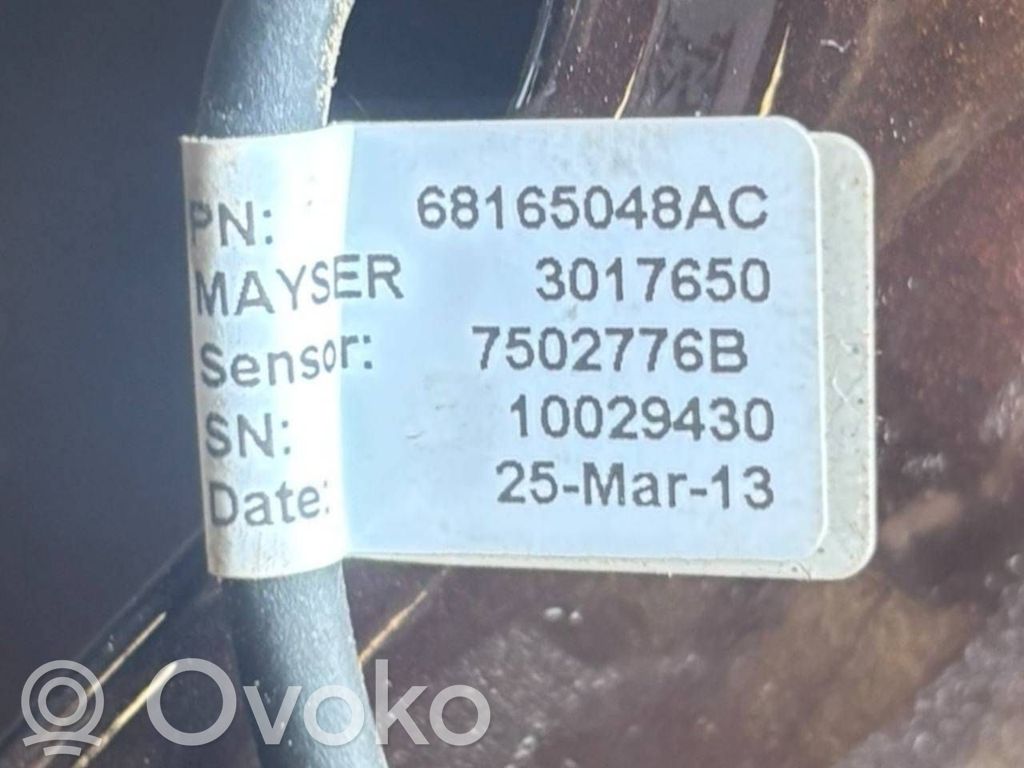 PN: 68165048AC
MAYSER 3017650
Sensor: 7502776B
SN: 10029430
Date: 25-Mar-13
Ovoko